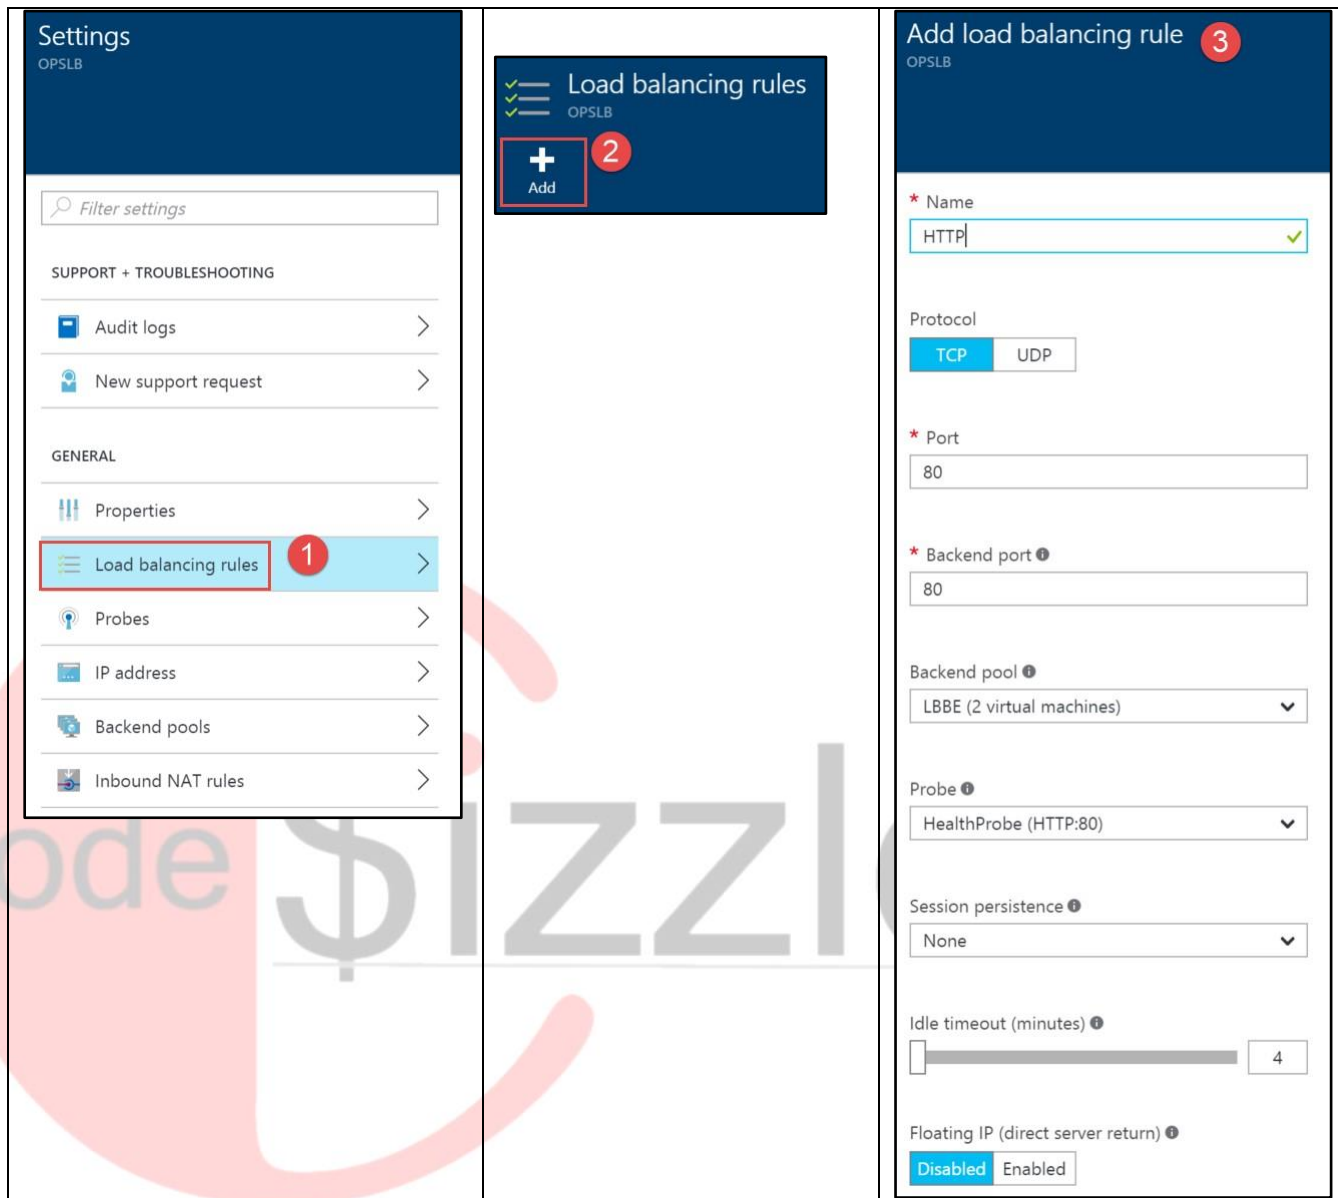 Settings
OPSLB
Filter settings
SUPPORT + TROUBLESHOOTING
Audit logs
New support request
GENERAL
Properties
Load balancing rules 1
Probes
IP address
Backend pools
Inbound NAT rules
Load balancing rules
OPSLB
2
Add
Add load balancing rule 3
OPSLB
* Name
HTTP
Protocol
TCP UDP
* Port
80
* Backend port
80
Backend pool
LBBE (2 virtual machines)
Probe
HealthProbe (HTTP:80)
Session persistence
None
Idle timeout (minutes)
4
Floating IP (direct server return)
Disabled Enabled
ode $izzl